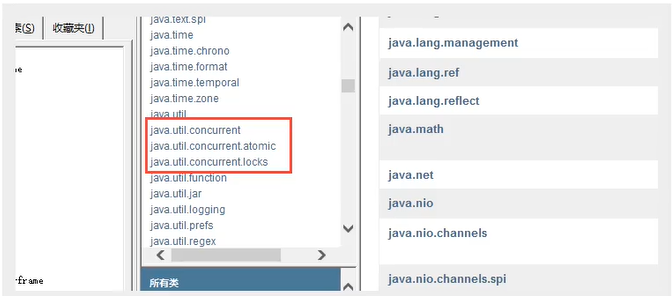 (S) 收藏夹(I)
java.text.spi
java.time
java.time.chrono
java.time.format
java.time.temporal
java.time.zone
java.util
java.util.concurrent
java.util.concurrent.atomic
java.util.concurrent.locks
java.util.function
java.util.jar
java.util.logging
java.util.prefs
java.util.regex
所有类
yframe
java.lang.management
java.lang.ref
java.lang.reflect
java.math
java.net
java.nio
java.nio.channels
java.nio.channels.spi